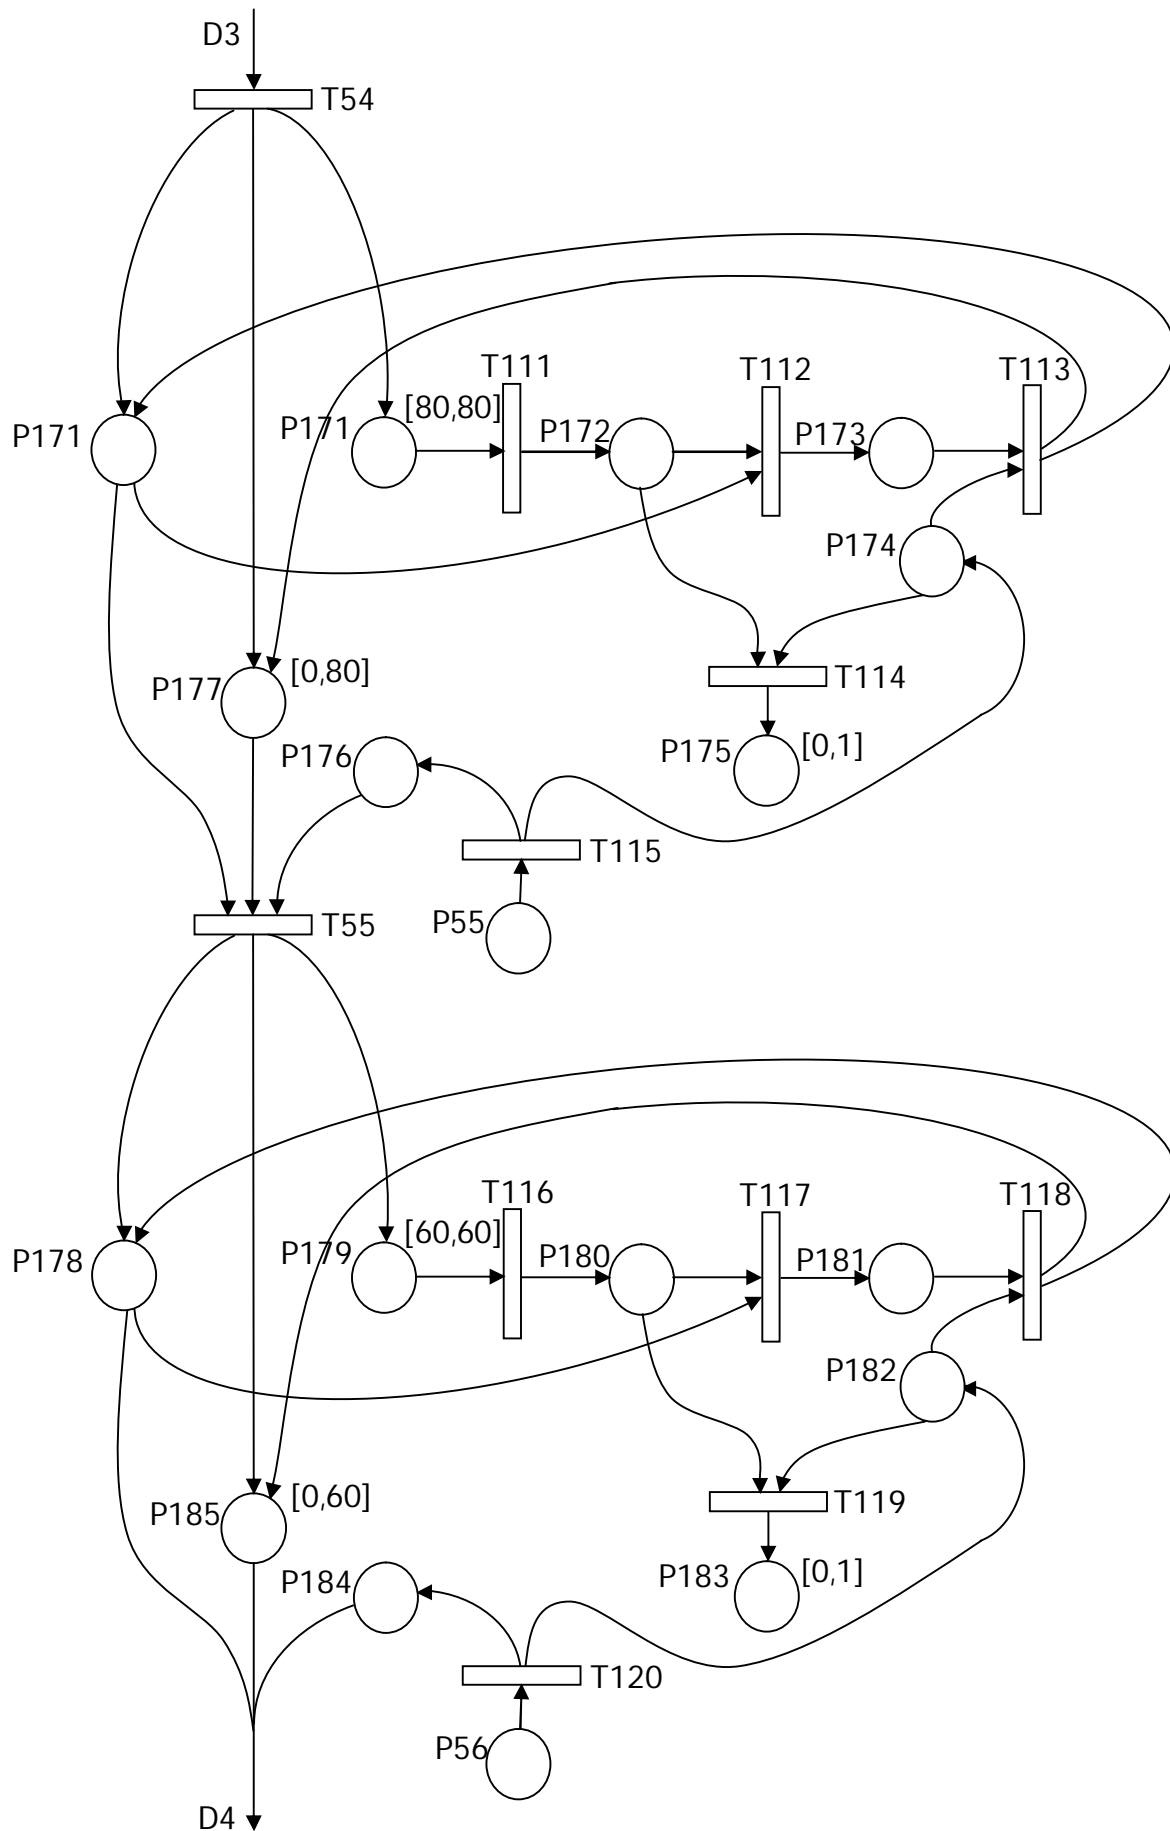 D3
T54
T111
T112
T113
P171
P171
[80,80]
P172
P173
P174
P177
[0,80]
T114
P176
P175
[0,1]
T115
P55
T55
T116
T117
T118
P178
P179
[60,60]
P180
P181
P182
P185
[0,60]
T119
P184
P183
[0,1]
T120
P56
D4